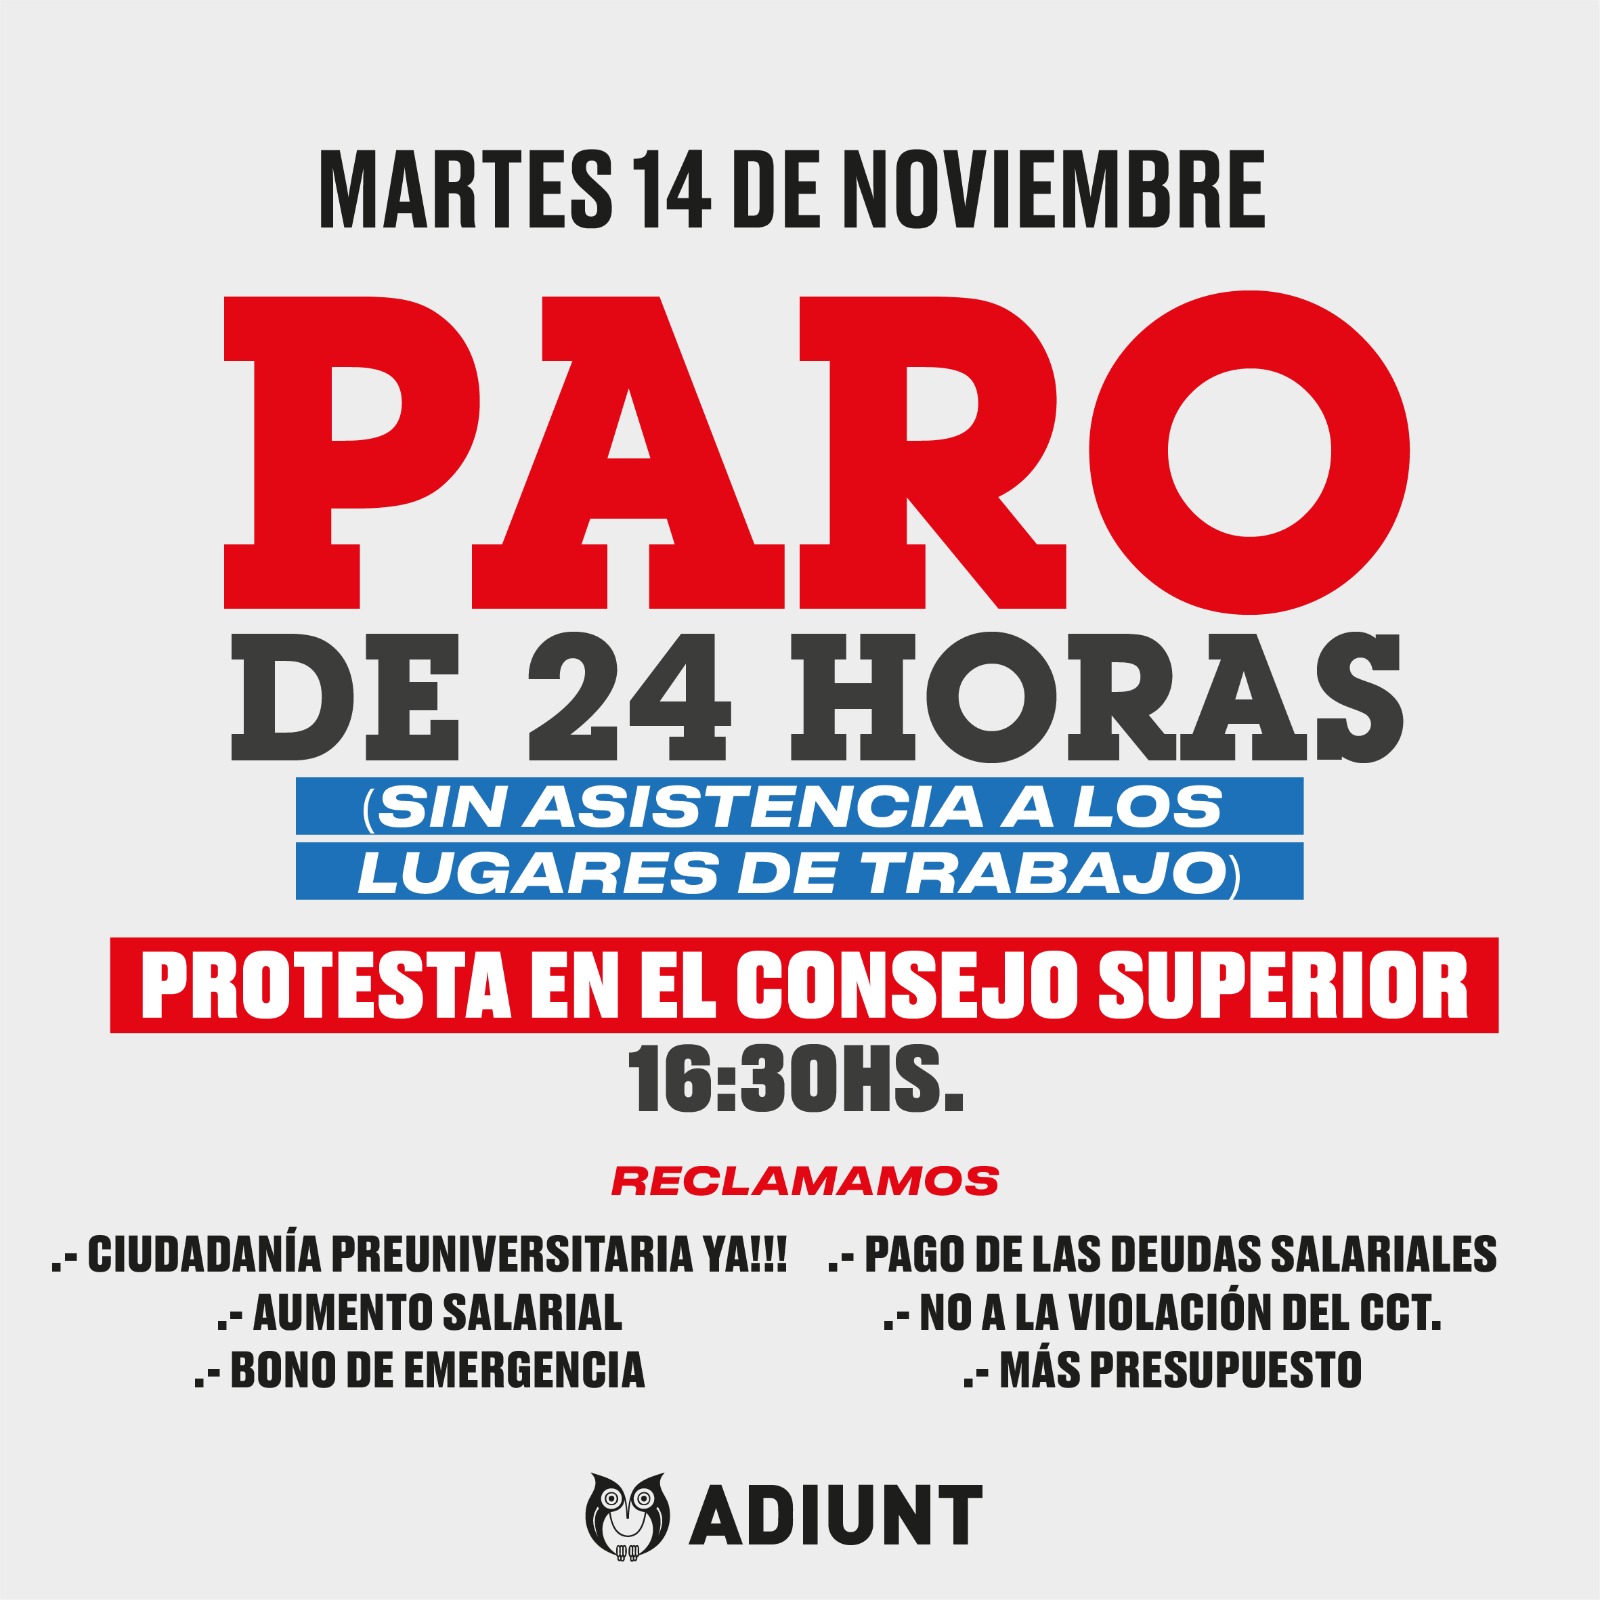 MARTES 14 DE NOVIEMBRE
PARO
DE 24 HORAS
(SIN ASISTENCIA A LOS
LUGARES DE TRABAJO)
PROTESTA EN EL CONSEJO SUPERIOR
16:30HS.
RECLAMAMOS
.- CIUDADANÍA PREUNIVERSITARIA YA!!!
.- AUMENTO SALARIAL
.- BONO DE EMERGENCIA
.- PAGO DE LAS DEUDAS SALARIALES
.- NO A LA VIOLACIÓN DEL CCT.
.- MÁS PRESUPUESTO
ADIUNT